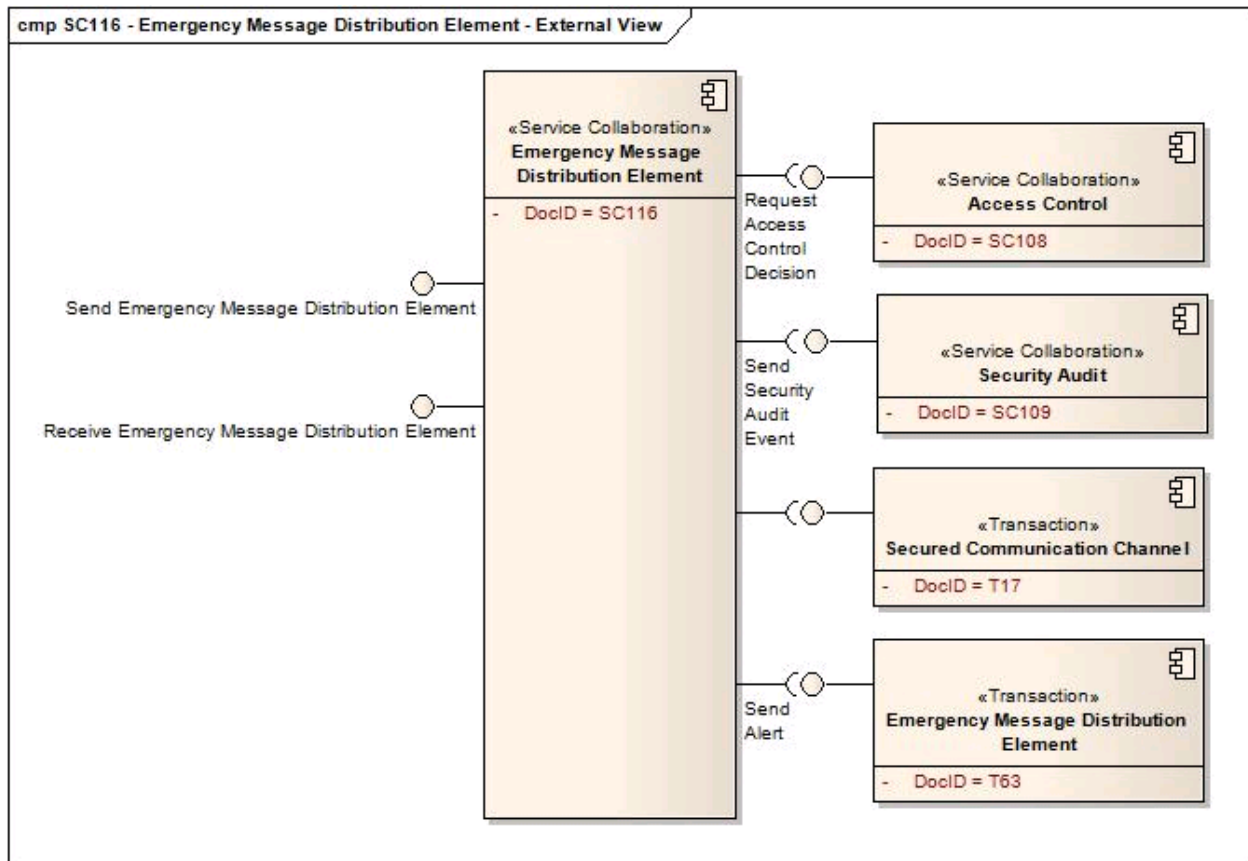 cmp SC116 - Emergency Message Distribution Element - External View
«Service Collaboration»
Emergency Message
Distribution Element
- DocID = SC116
Send Emergency Message Distribution Element
Receive Emergency Message Distribution Element
Request
Access
Control
Decision
«Service Collaboration»
Access Control
- DocID = SC108
Send
Security
Audit
Event
«Service Collaboration»
Security Audit
- DocID = SC109
«Transaction»
Secured Communication Channel
- DocID = T17
Send
Alert
«Transaction»
Emergency Message Distribution
Element
- DocID = T63